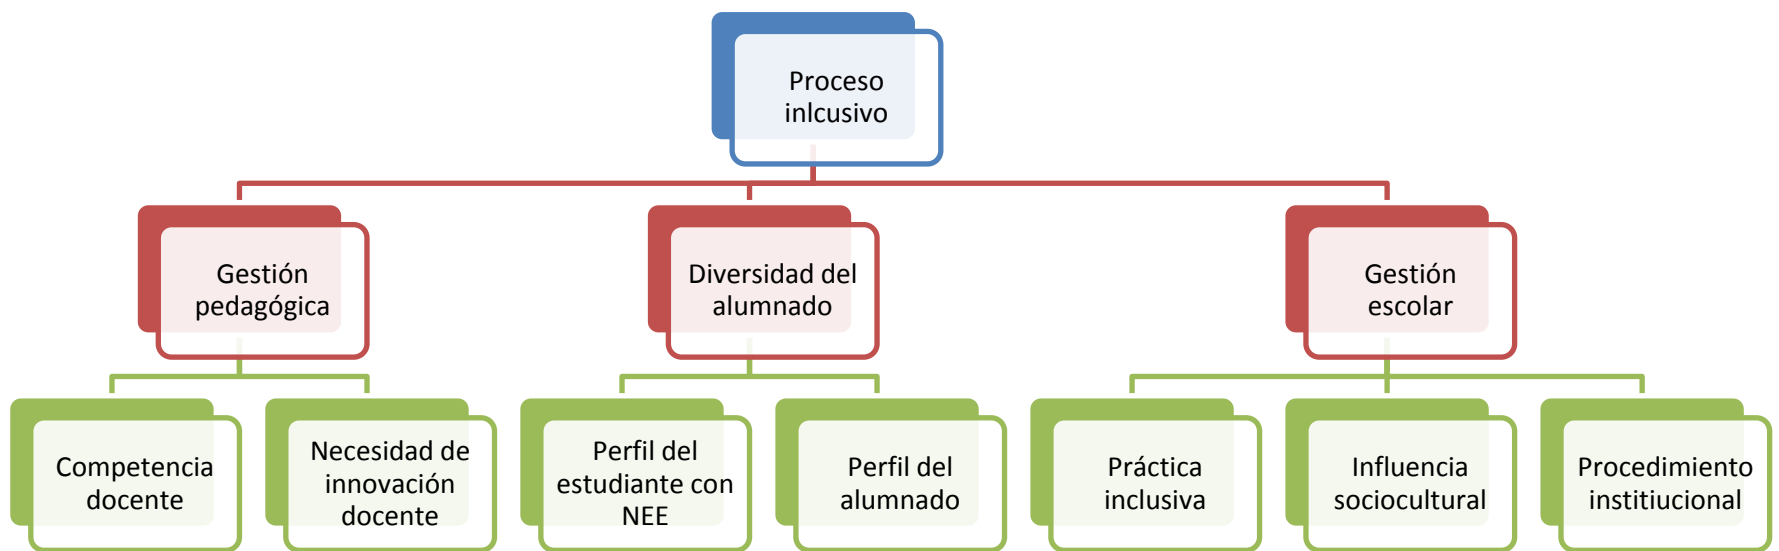 Proceso
inlcusivo
Gestión
pedagógica
Diversidad del
alumnado
Gestión
escolar
Competencia
docente
Necesidad de
innovación
docente
Perfil del
estudiante con
NEE
Perfil del
alumnado
Práctica
inclusiva
Influencia
sociocultural
Procedimiento
institiucional